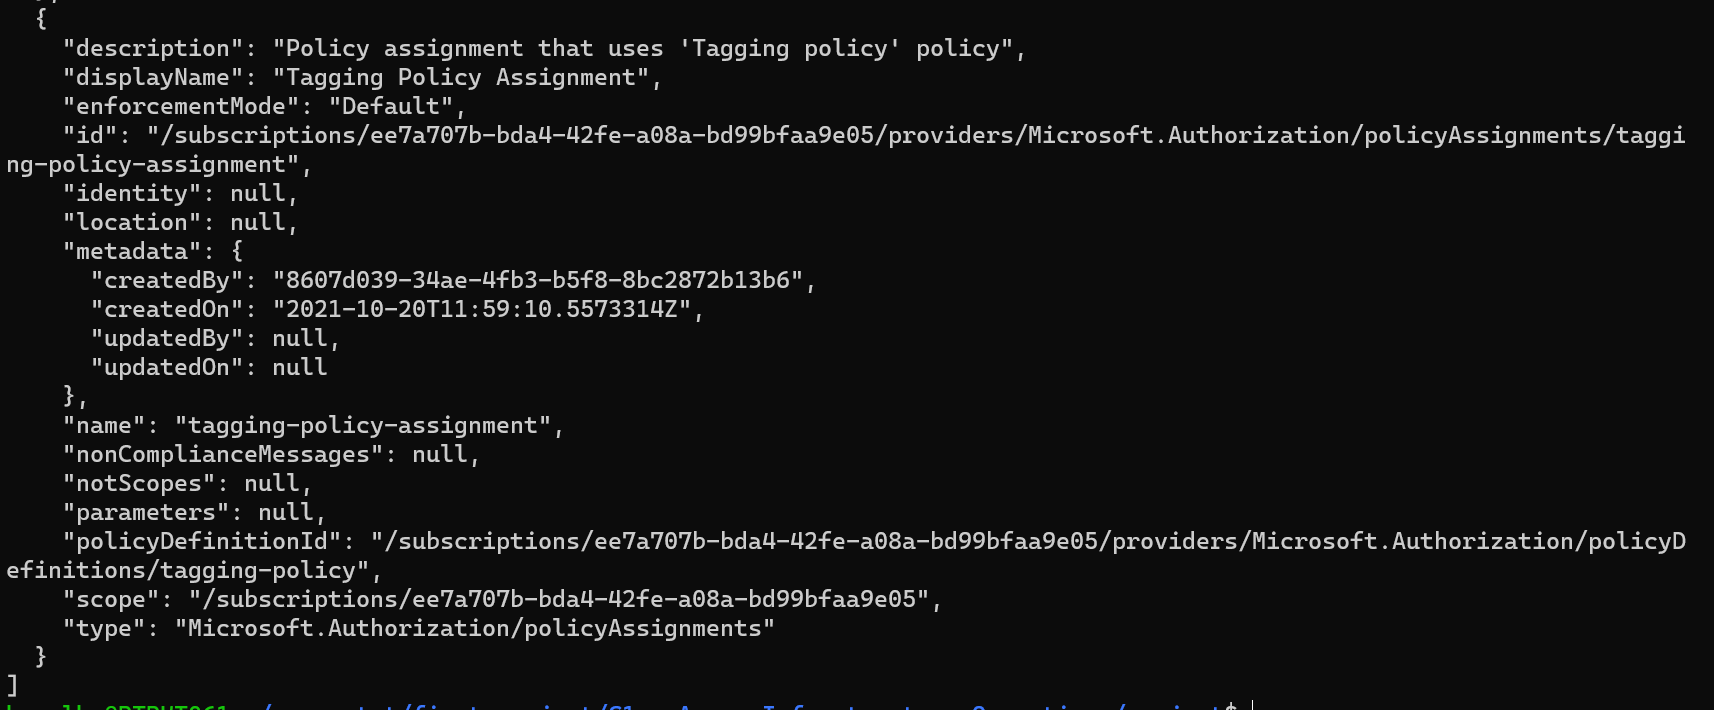 {
"description": "Policy assignment that uses 'Tagging policy' policy",
"displayName": "Tagging Policy Assignment",
"enforcementMode": "Default",
"id": "/subscriptions/ee7a707b-bda4-42fe-a08a-bd99bfaa9e05/providers/Microsoft.Authorization/policyAssignments/taggi
ng-policy-assignment",
"identity": null,
"location": null,
"metadata": {
"createdBy": "8607d039-34ae-4fb3-b5f8-8bc2872b13b6",
"createdOn": "2021-10-20T11:59:10.5573314Z",
"updatedBy": null,
"updatedOn": null
},
"name": "tagging-policy-assignment",
"nonComplianceMessages": null,
"notScopes": null,
"parameters": null,
"policyDefinitionId": "/subscriptions/ee7a707b-bda4-42fe-a08a-bd99bfaa9e05/providers/Microsoft.Authorization/policyD
efinitions/tagging-policy",
"scope": "/subscriptions/ee7a707b-bda4-42fe-a08a-bd99bfaa9e05",
"type": "Microsoft.Authorization/policyAssignments"
}
]